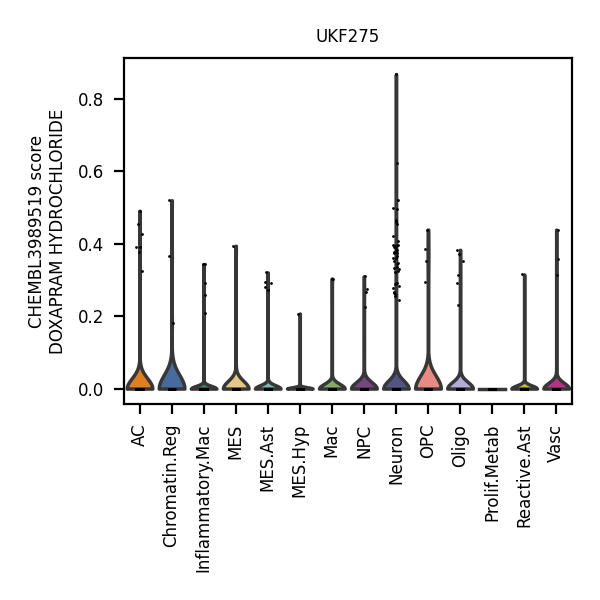 UKF275
CHEMBL3989519 score
DOXAPRAM HYDROCHLORIDE
0.8
0.6
0.4
0.2
0.0
AC
Chromatin.Reg
Inflammatory.Mac
MES
MES.Ast
MES.Hyp
Mac
NPC
Neuron
OPC
Oligo
Prolif.Metab
Reactive.Ast
Vasc